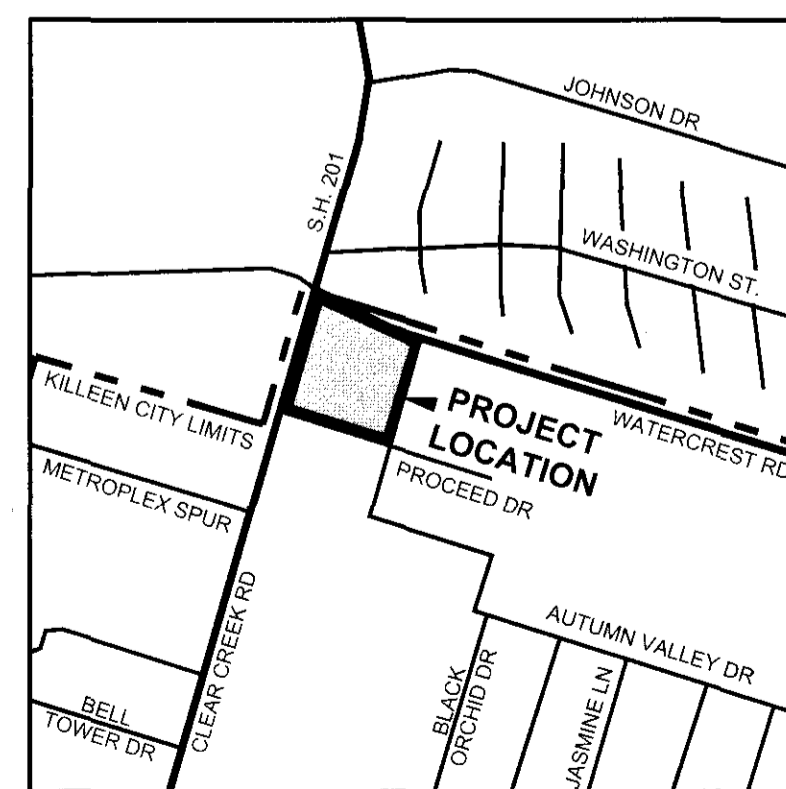 JOHNSON DR
S.H. 201
WASHINGTON ST.
KILLEEN CITY LIMITS
PROJECT
LOCATION
WATERCREST RD
METROPLEX SPUR
PROCEED DR
CLEAR CREEK RD
AUTUMN VALLEY DR
BLACK
ORCHID DR
JASMINE LN
BELL
TOWER DR